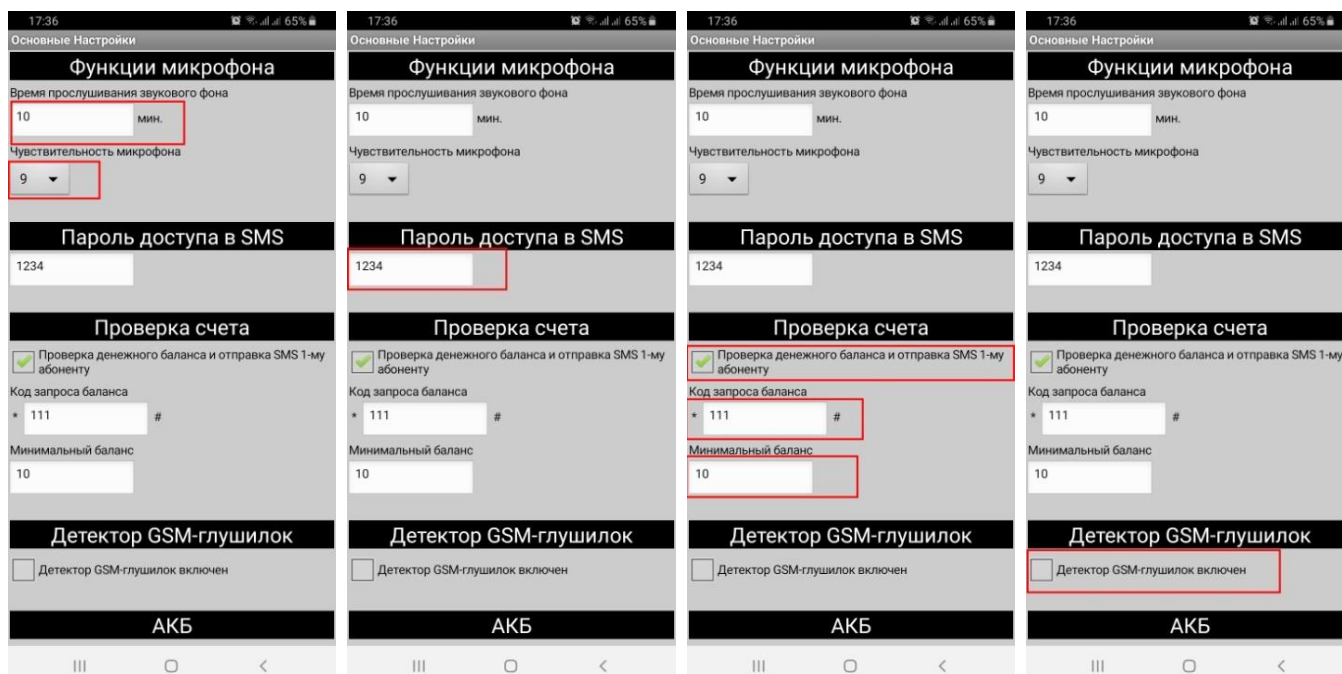 17:36
65%
Основные Настройки
Функции микрофона
Время прослушивания звукового фона
10 мин.
Чувствительность микрофона
9
Пароль доступа в SMS
1234
Проверка счета
Проверка денежного баланса и отправка SMS 1-му
абоненту
Код запроса баланса
* 111 #
Минимальный баланс
10
Детектор GSM-глушилок
Детектор GSM-глушилок включен
АКБ
17:36
65%
Основные Настройки
Функции микрофона
Время прослушивания звукового фона
10 мин.
Чувствительность микрофона
9
Пароль доступа в SMS
1234
Проверка счета
Проверка денежного баланса и отправка SMS 1-му
абоненту
Код запроса баланса
* 111 #
Минимальный баланс
10
Детектор GSM-глушилок
Детектор GSM-глушилок включен
АКБ
17:36
65%
Основные Настройки
Функции микрофона
Время прослушивания звукового фона
10 мин.
Чувствительность микрофона
9
Пароль доступа в SMS
1234
Проверка счета
Проверка денежного баланса и отправка SMS 1-му
абоненту
Код запроса баланса
* 111 #
Минимальный баланс
10
Детектор GSM-глушилок
Детектор GSM-глушилок включен
АКБ
17:36
65%
Основные Настройки
Функции микрофона
Время прослушивания звукового фона
10 мин.
Чувствительность микрофона
9
Пароль доступа в SMS
1234
Проверка счета
Проверка денежного баланса и отправка SMS 1-му
абоненту
Код запроса баланса
* 111 #
Минимальный баланс
10
Детектор GSM-глушилок
Детектор GSM-глушилок включен
АКБ